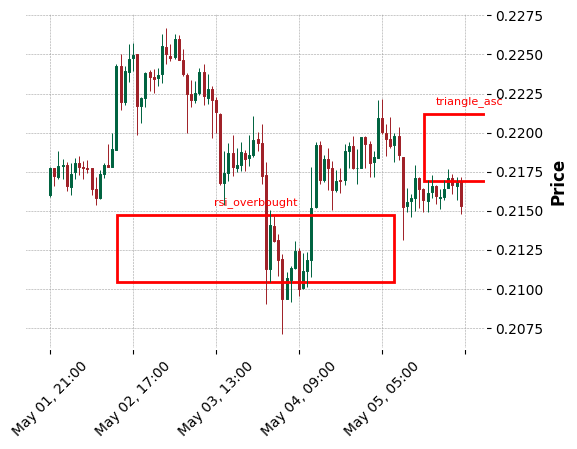 0.2275
0.2250
0.2225
triangle_asc
0.2200
0.2175
Price
rsi_overbought
0.2150
0.2125
0.2100
0.2075
May 01, 21:00
May 02, 17:00
May 03, 13:00
May 04, 09:00
May 05, 05:00